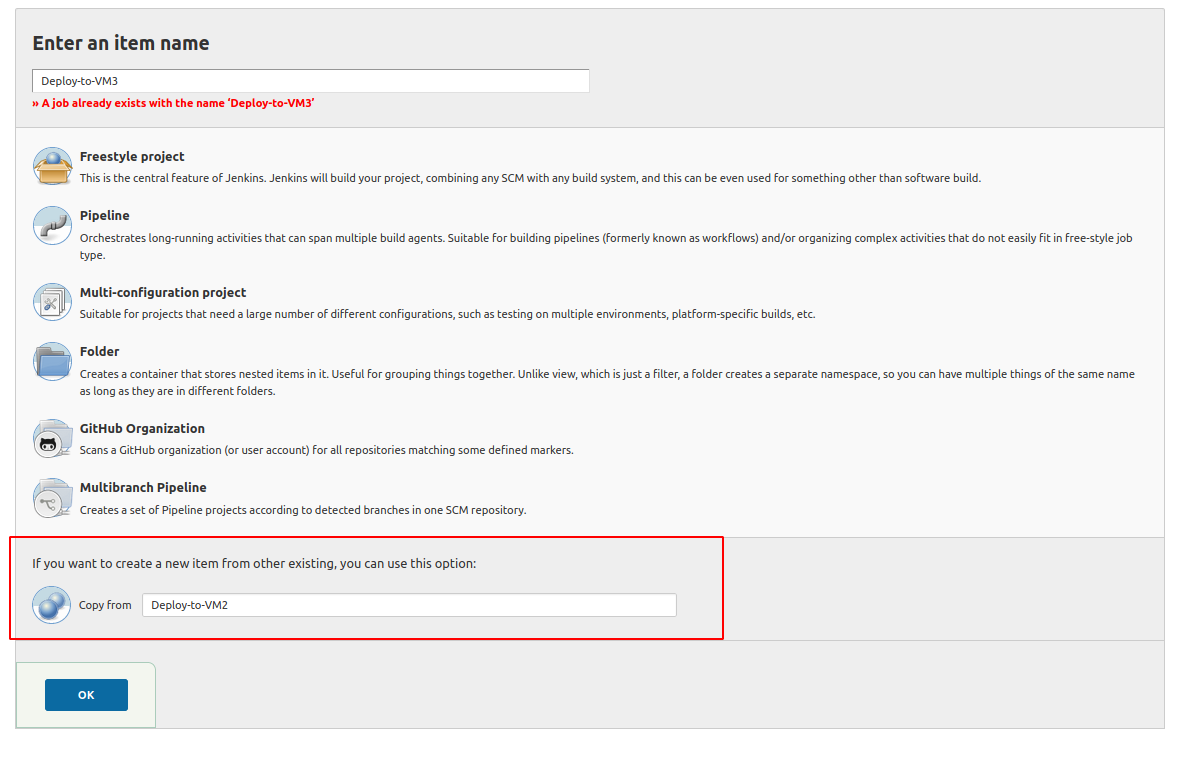 Enter an item name
Deploy-to-VM3
» A job already exists with the name ‘Deploy-to-VM3’
Freestyle project
This is the central feature of Jenkins. Jenkins will build your project, combining any SCM with any build system, and this can be even used for something other than software build.
Pipeline
Orchestrates long-running activities that can span multiple build agents. Suitable for building pipelines (formerly known as workflows) and/or organizing complex activities that do not easily fit in free-style job
type.
Multi-configuration project
Suitable for projects that need a large number of different configurations, such as testing on multiple environments, platform-specific builds, etc.
Folder
Creates a container that stores nested items in it. Useful for grouping things together. Unlike view, which is just a filter, a folder creates a separate namespace, so you can have multiple things of the same name
as long as they are in different folders.
GitHub Organization
Scans a GitHub organization (or user account) for all repositories matching some defined markers.
Multibranch Pipeline
Creates a set of Pipeline projects according to detected branches in one SCM repository.
If you want to create a new item from other existing, you can use this option:
Copy from Deploy-to-VM2
OK